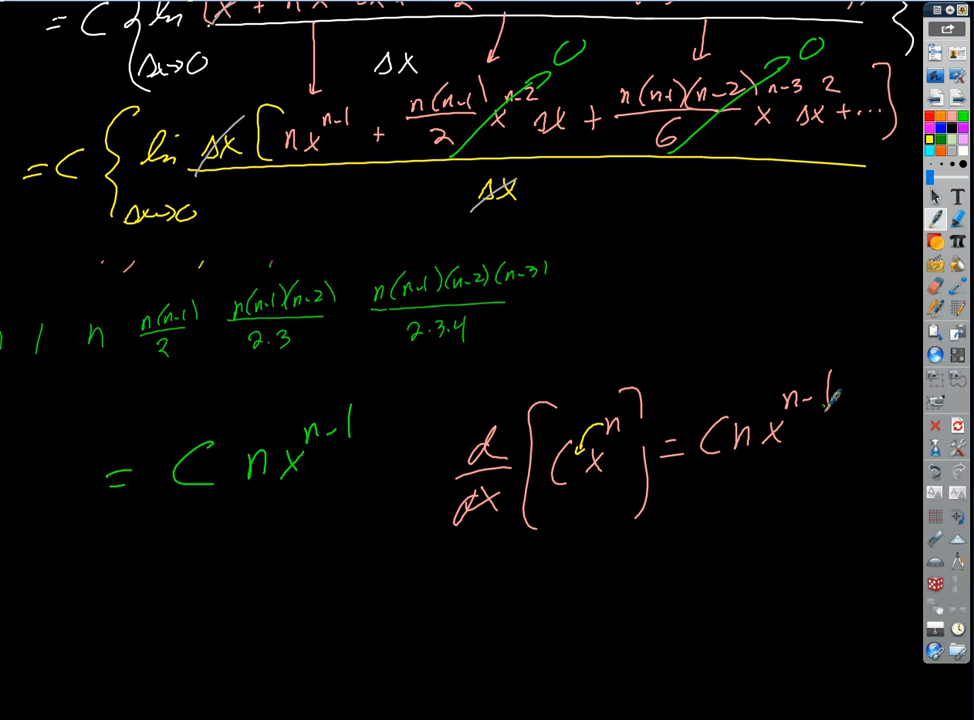 = C { lim
Δx→0 Δx
= C { lim Δx [ nx^{n-1} + n(n-1)/2 x^{n-2} Δx + n(n-1)(n-2)/6 x^{n-3} Δx^2 + ... ] }
0 0
Δx→0 Δx
1 n n(n-1)/2 n(n-1)(n-2)/2·3 n(n-1)(n-2)(n-3)/2·3·4
= C n x^{n-1} d/dx [ C x^n ] = C n x^{n-1}